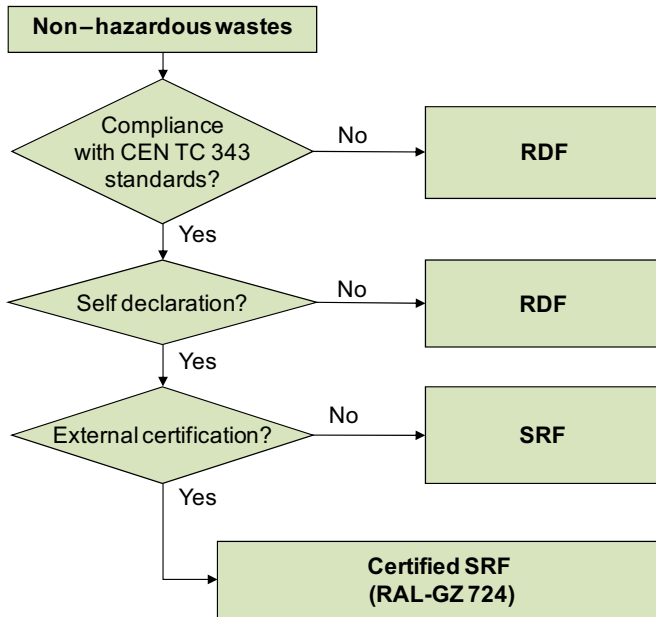 Non–hazardous wastes
Compliance
with CEN TC 343
standards?
No
RDF
Yes
Self declaration?
No
RDF
Yes
External certification?
No
SRF
Yes
Certified SRF
(RAL-GZ 724)